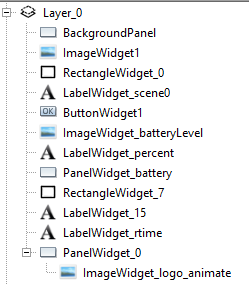 Layer_0
BackgroundPanel
ImageWidget1
RectangleWidget_0
LabelWidget_scene0
OK ButtonWidget1
ImageWidget_batteryLevel
LabelWidget_percent
PanelWidget_battery
RectangleWidget_7
LabelWidget_15
LabelWidget_rtime
PanelWidget_0
ImageWidget_logo_animate